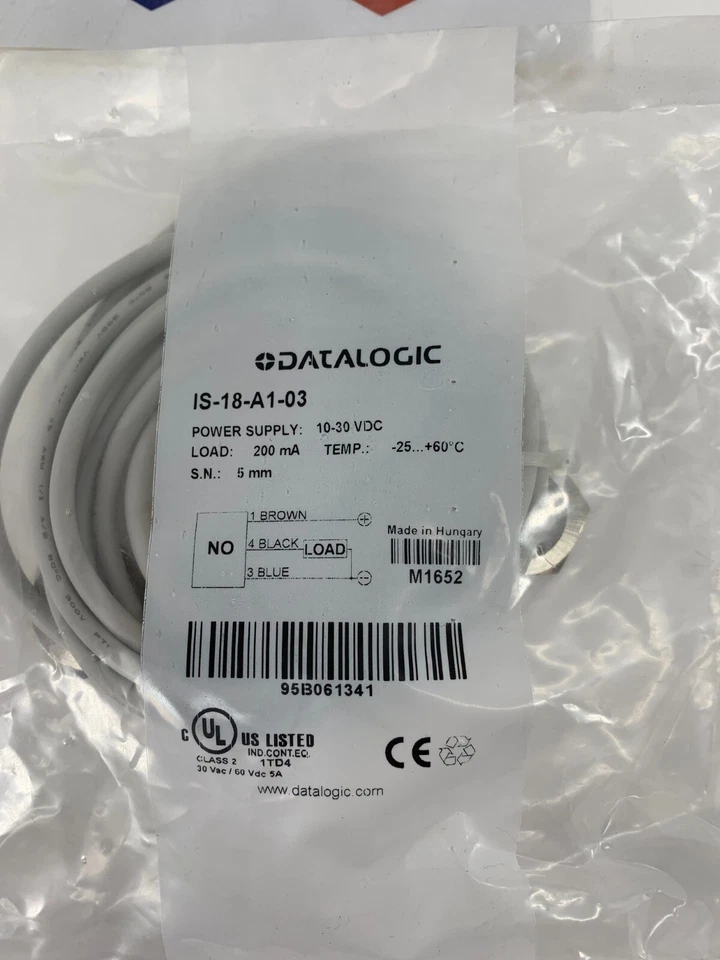 DATALOGIC
IS-18-A1-03
POWER SUPPLY: 10-30 VDC
LOAD: 200 mA TEMP.: -25...+60°C
S.N.: 5 mm
1 BROWN +
NO 4 BLACK LOAD
3 BLUE -
Made in Hungary
M1652
95B061341
C UL US LISTED
IND.CONT.EQ.
CLASS 2 1TD4
30 Vac / 60 Vdc 5A
CE
www.datalogic.com
300V